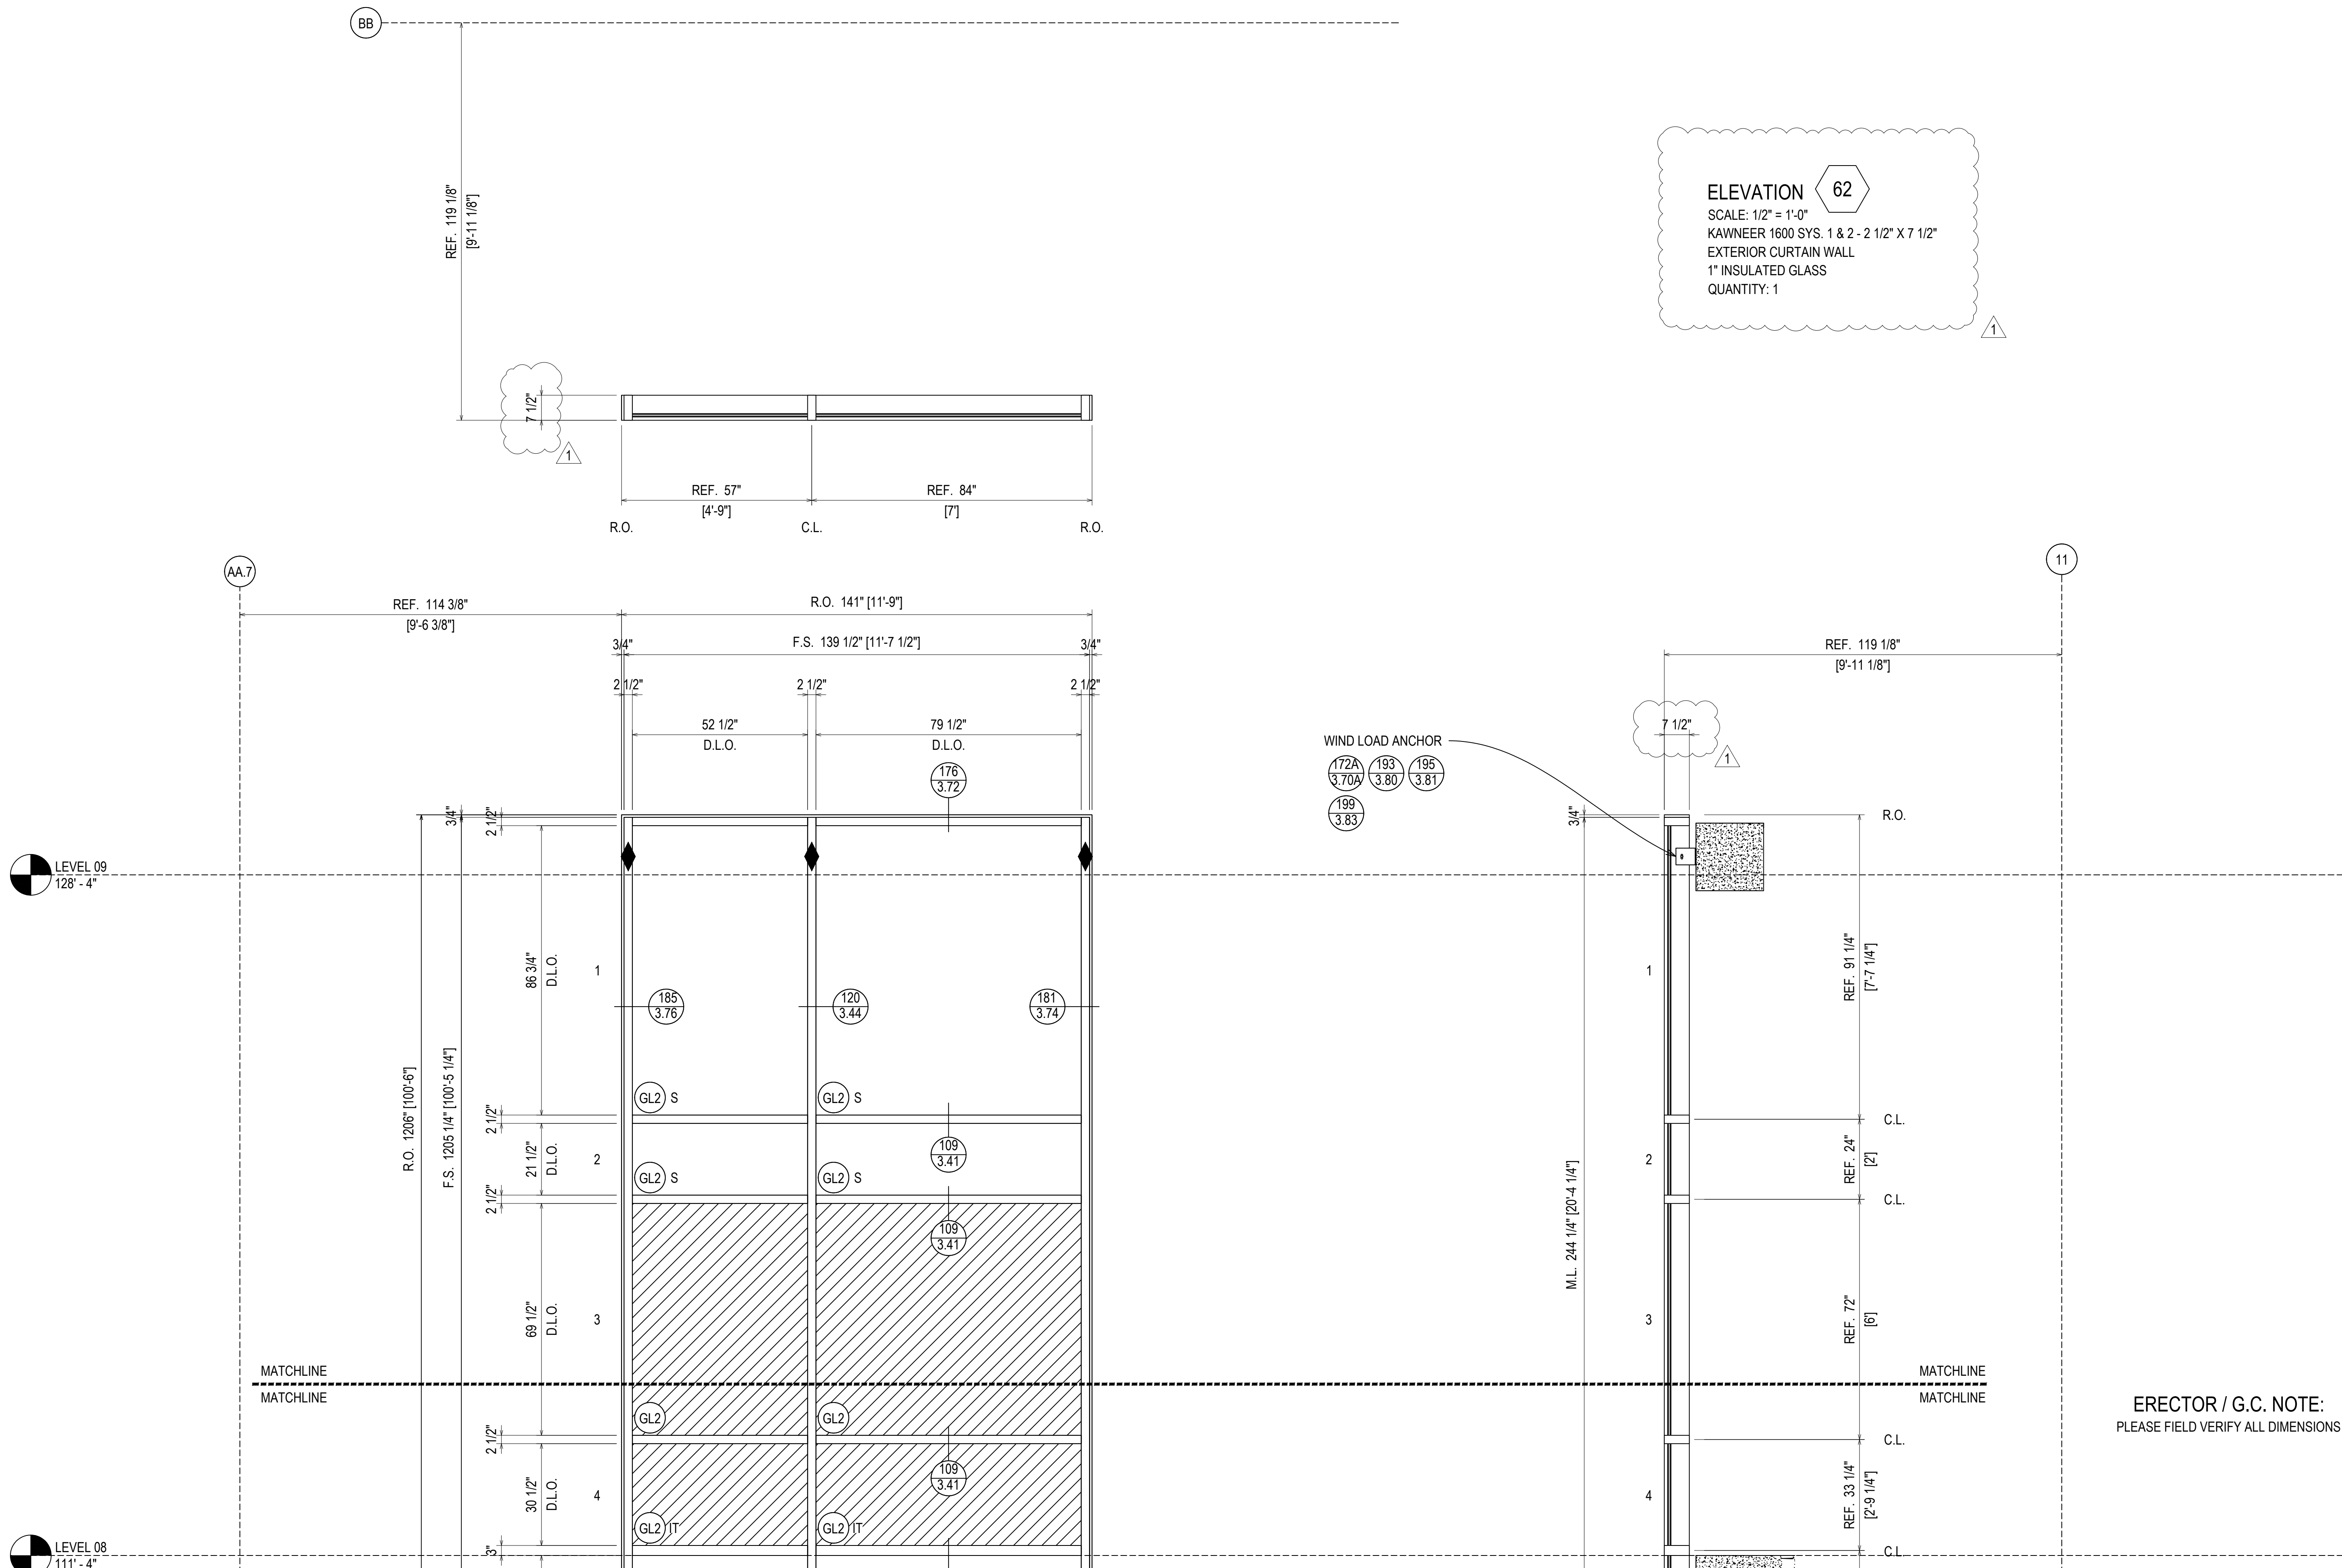 BB
REF. 119 1/8"
[9'-11 1/8"]
ELEVATION 62
SCALE: 1/2" = 1'-0"
KAWNEER 1600 SYS. 1 & 2 - 2 1/2" X 7 1/2"
EXTERIOR CURTAIN WALL
1" INSULATED GLASS
QUANTITY: 1
1
7 1/2"
1
REF. 57"
[4'-9"]
REF. 84"
[7']
R.O.
C.L.
R.O.
AA.7
11
REF. 114 3/8"
[9'-6 3/8"]
R.O. 141" [11'-9"]
3/4"
F.S. 139 1/2" [11'-7 1/2"]
3/4"
2 1/2"
2 1/2"
2 1/2"
52 1/2"
D.L.O.
79 1/2"
D.L.O.
176
3.72
REF. 119 1/8"
[9'-11 1/8"]
7 1/2"
1
WIND LOAD ANCHOR
172A
3.70A
193
3.80
195
3.81
199
3.83
3/4"
2 1/2"
3/4"
R.O.
LEVEL 09
128' - 4"
R.O. 1206" [100'-6"]
F.S. 1205 1/4" [100'-5 1/4"]
86 3/4"
D.L.O.
1
185
3.76
120
3.44
181
3.74
GL2 S
GL2 S
1
REF. 91 1/4"
[7'-7 1/4"]
C.L.
2 1/2"
21 1/2"
D.L.O.
2
109
3.41
GL2 S
GL2 S
2
REF. 24"
[2']
C.L.
2 1/2"
109
3.41
M.L. 244 1/4" [20'-4 1/4"]
69 1/2"
D.L.O.
3
3
REF. 72"
[6']
MATCHLINE
MATCHLINE
MATCHLINE
MATCHLINE
GL2
GL2
ERECTOR / G.C. NOTE:
PLEASE FIELD VERIFY ALL DIMENSIONS
2 1/2"
C.L.
109
3.41
30 1/2"
D.L.O.
4
GL2 IT
GL2 IT
4
REF. 33 1/4"
[2'-9 1/4"]
3"
C.L.
LEVEL 08
111' - 4"